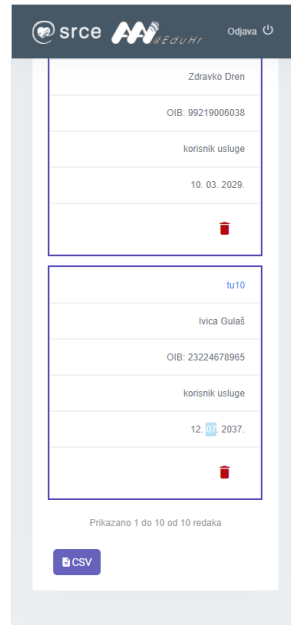 srce AAI @EduHr Odjava
Zdravko Dren
OIB: 99219006038
korisnik usluge
10. 03. 2029.
tu10
Ivica Gulaš
OIB: 23224678965
korisnik usluge
12. 07. 2037.
Prikazano 1 do 10 od 10 redaka
CSV